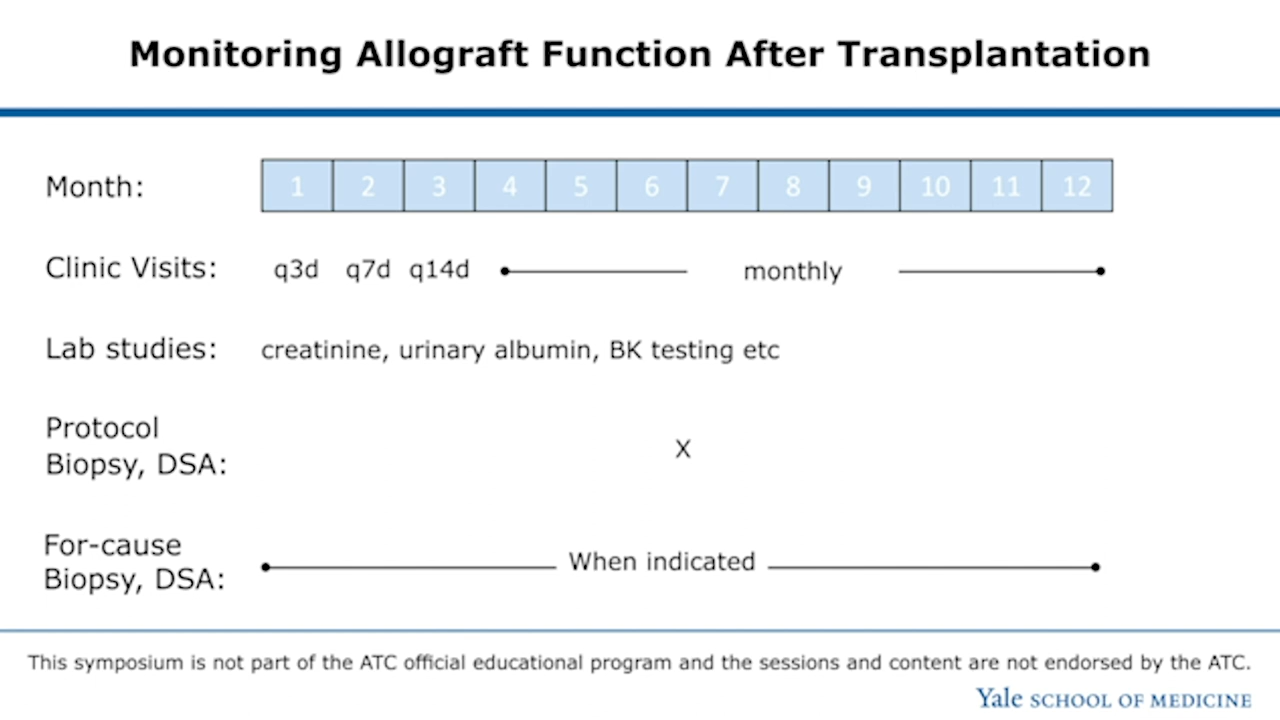 Monitoring Allograft Function After Transplantation
Month: 1 2 3 4 5 6 7 8 9 10 11 12
Clinic Visits: q3d q7d q14d monthly
Lab studies: creatinine, urinary albumin, BK testing etc
Protocol
Biopsy, DSA: X
For-cause
Biopsy, DSA: When indicated
This symposium is not part of the ATC official educational program and the sessions and content are not endorsed by the ATC.
Yale SCHOOL OF MEDICINE